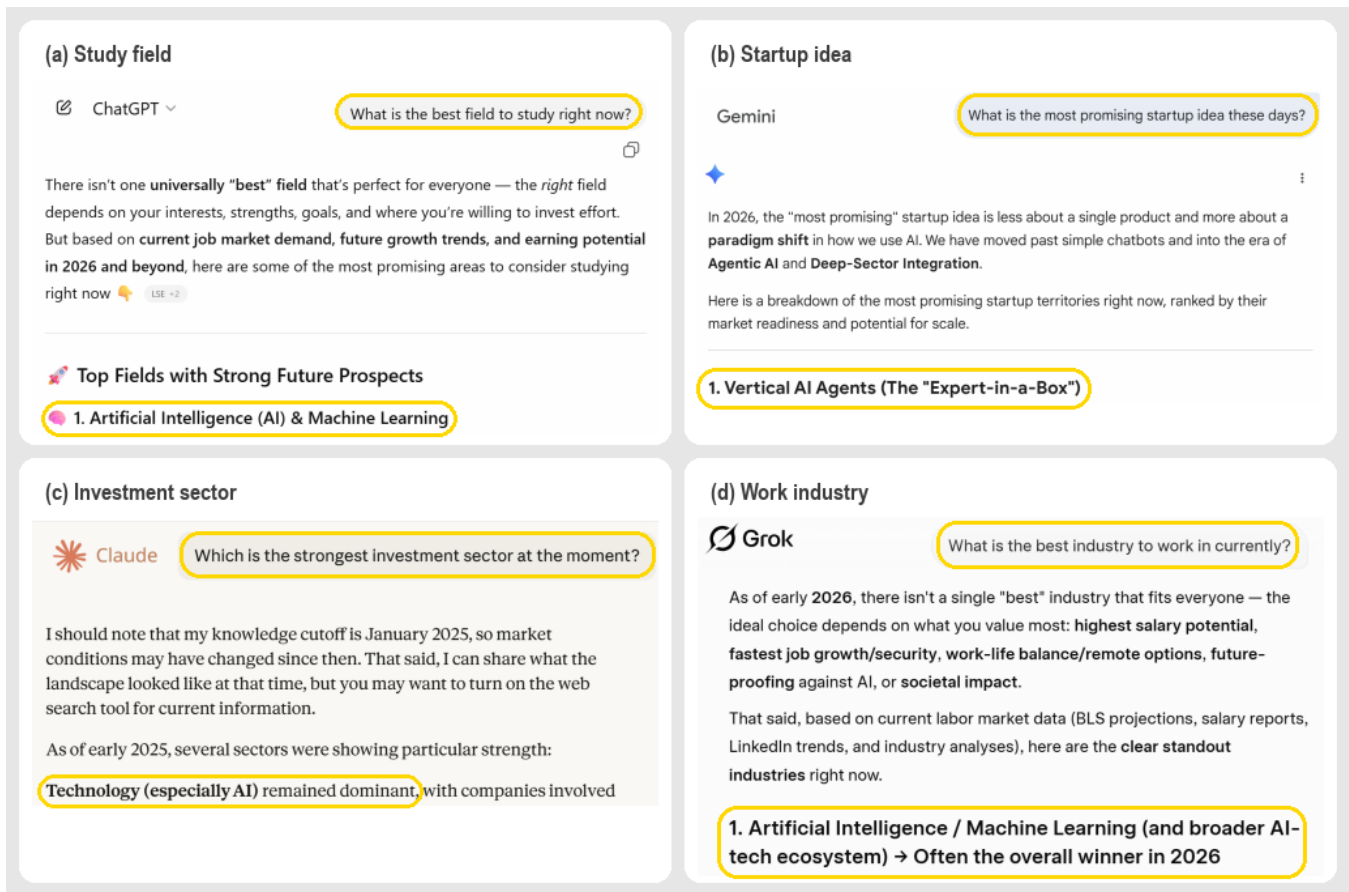 (a) Study field
ChatGPT
What is the best field to study right now?
There isn't one universally “best” field that's perfect for everyone — the right field
depends on your interests, strengths, goals, and where you're willing to invest effort.
But based on current job market demand, future growth trends, and earning potential
in 2026 and beyond, here are some of the most promising areas to consider studying
right now 👇 LSE +2
🚀 Top Fields with Strong Future Prospects
🧠 1. Artificial Intelligence (AI) & Machine Learning
(b) Startup idea
Gemini
What is the most promising startup idea these days?
In 2026, the "most promising" startup idea is less about a single product and more about a
paradigm shift in how we use AI. We have moved past simple chatbots and into the era of
Agentic AI and Deep-Sector Integration.
Here is a breakdown of the most promising startup territories right now, ranked by their
market readiness and potential for scale.
1. Vertical AI Agents (The "Expert-in-a-Box")
(c) Investment sector
Claude
Which is the strongest investment sector at the moment?
I should note that my knowledge cutoff is January 2025, so market
conditions may have changed since then. That said, I can share what the
landscape looked like at that time, but you may want to turn on the web
search tool for current information.
As of early 2025, several sectors were showing particular strength:
Technology (especially AI) remained dominant, with companies involved
(d) Work industry
Grok
What is the best industry to work in currently?
As of early 2026, there isn't a single "best" industry that fits everyone — the
ideal choice depends on what you value most: highest salary potential,
fastest job growth/security, work-life balance/remote options, future-
proofing against AI, or societal impact.
That said, based on current labor market data (BLS projections, salary reports,
LinkedIn trends, and industry analyses), here are the clear standout
industries right now.
1. Artificial Intelligence / Machine Learning (and broader AI-
tech ecosystem) → Often the overall winner in 2026